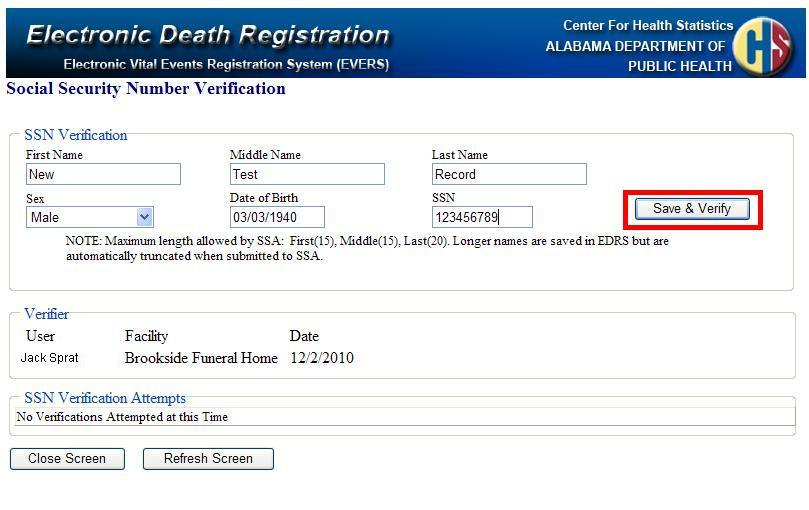 Electronic Death Registration
Electronic Vital Events Registration System (EVERS)
Center For Health Statistics
ALABAMA DEPARTMENT OF
PUBLIC HEALTH
CHS
Social Security Number Verification
SSN Verification
First Name Middle Name Last Name
New Test Record
Sex Date of Birth SSN
Male 03/03/1940 123456789 Save & Verify
NOTE: Maximum length allowed by SSA: First(15), Middle(15), Last(20). Longer names are saved in EDRS but are
automatically truncated when submitted to SSA.
Verifier
User Facility Date
Jack Sprat Brookside Funeral Home 12/2/2010
SSN Verification Attempts
No Verifications Attempted at this Time
Close Screen Refresh Screen